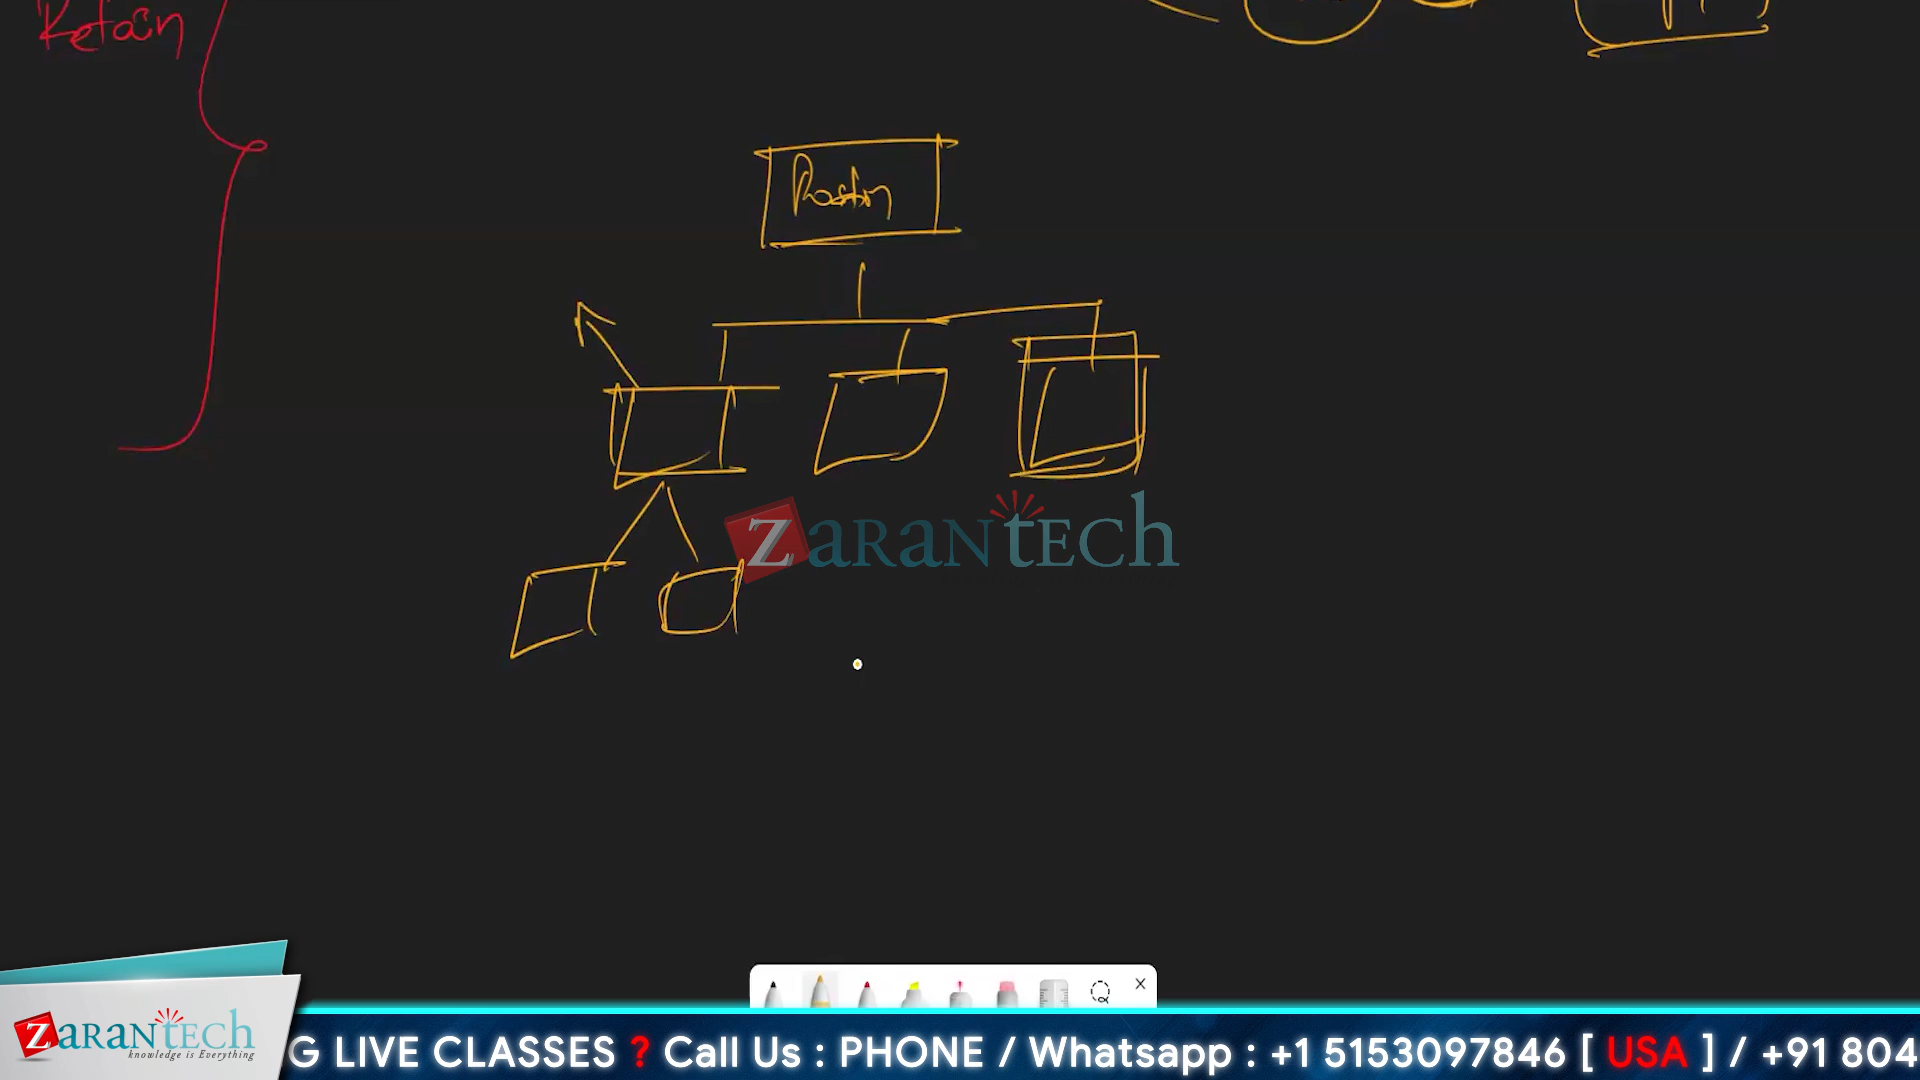 Retain
Position
ZARANTECH
ZARANTECH
knowledge is Everything
G LIVE CLASSES ? Call Us : PHONE / Whatsapp : +1 5153097846 [ USA ] / +91 804